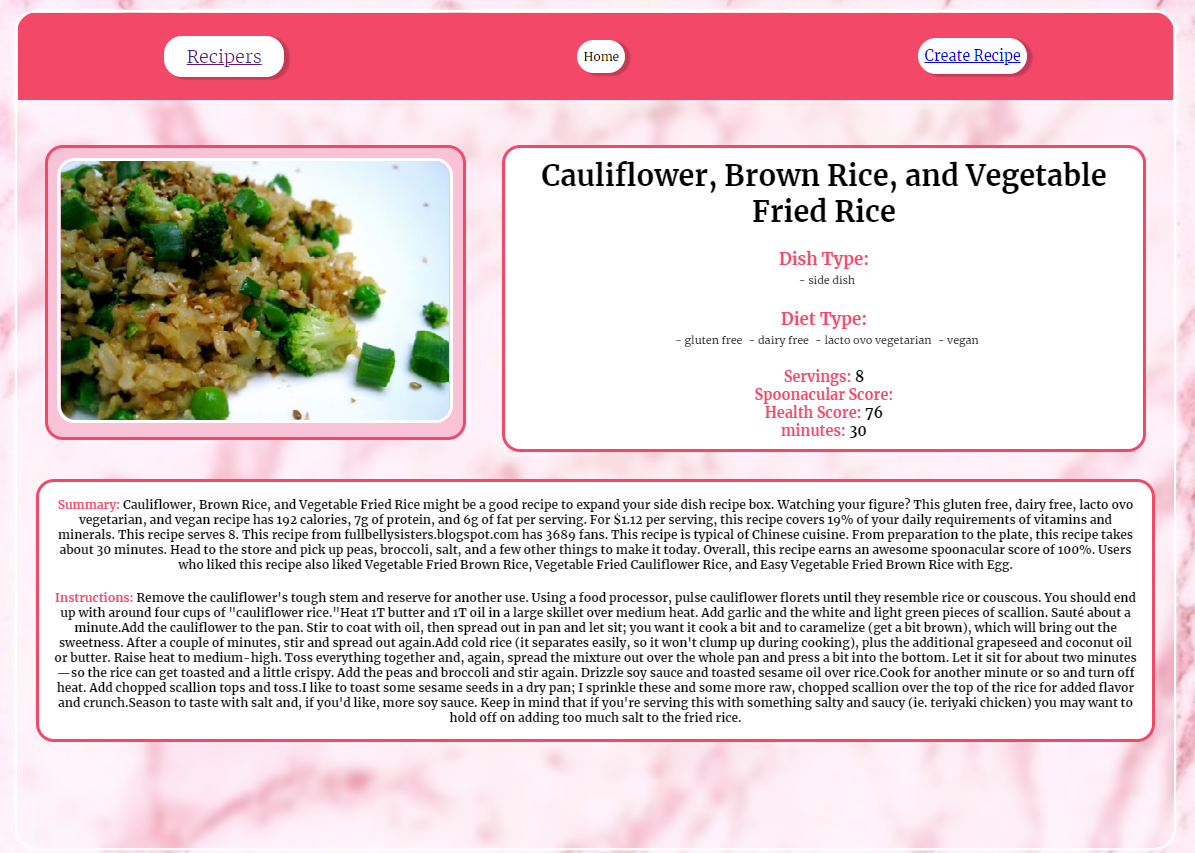 Recipers
Home
Create Recipe
Cauliflower, Brown Rice, and Vegetable
Fried Rice
Dish Type:
- side dish
Diet Type:
- gluten free - dairy free - lacto ovo vegetarian - vegan
Servings: 8
Spoonacular Score:
Health Score: 76
minutes: 30
Summary: Cauliflower, Brown Rice, and Vegetable Fried Rice might be a good recipe to expand your side dish recipe box. Watching your figure? This gluten free, dairy free, lacto ovo
vegetarian, and vegan recipe has 192 calories, 7g of protein, and 6g of fat per serving. For $1.12 per serving, this recipe covers 19% of your daily requirements of vitamins and
minerals. This recipe serves 8. This recipe from fullbellysisters.blogspot.com has 3689 fans. This recipe is typical of Chinese cuisine. From preparation to the plate, this recipe takes
about 30 minutes. Head to the store and pick up peas, broccoli, salt, and a few other things to make it today. Overall, this recipe earns an awesome spoonacular score of 100%. Users
who liked this recipe also liked Vegetable Fried Brown Rice, Vegetable Fried Cauliflower Rice, and Easy Vegetable Fried Brown Rice with Egg.
Instructions: Remove the cauliflower's tough stem and reserve for another use. Using a food processor, pulse cauliflower florets until they resemble rice or couscous. You should end
up with around four cups of "cauliflower rice."Heat 1T butter and 1T oil in a large skillet over medium heat. Add garlic and the white and light green pieces of scallion. Sauté about a
minute.Add the cauliflower to the pan. Stir to coat with oil, then spread out in pan and let sit; you want it cook a bit and to caramelize (get a bit brown), which will bring out the
sweetness. After a couple of minutes, stir and spread out again.Add cold rice (it separates easily, so it won't clump up during cooking), plus the additional grapeseed and coconut oil
or butter. Raise heat to medium-high. Toss everything together and, again, spread the mixture out over the whole pan and press a bit into the bottom. Let it sit for about two minutes
—so the rice can get toasted and a little crispy. Add the peas and broccoli and stir again. Drizzle soy sauce and toasted sesame oil over rice.Cook for another minute or so and turn off
heat. Add chopped scallion tops and toss.I like to toast some sesame seeds in a dry pan; I sprinkle these and some more raw, chopped scallion over the top of the rice for added flavor
and crunch.Season to taste with salt and, if you'd like, more soy sauce. Keep in mind that if you're serving this with something salty and saucy (ie. teriyaki chicken) you may want to
hold off on adding too much salt to the fried rice.